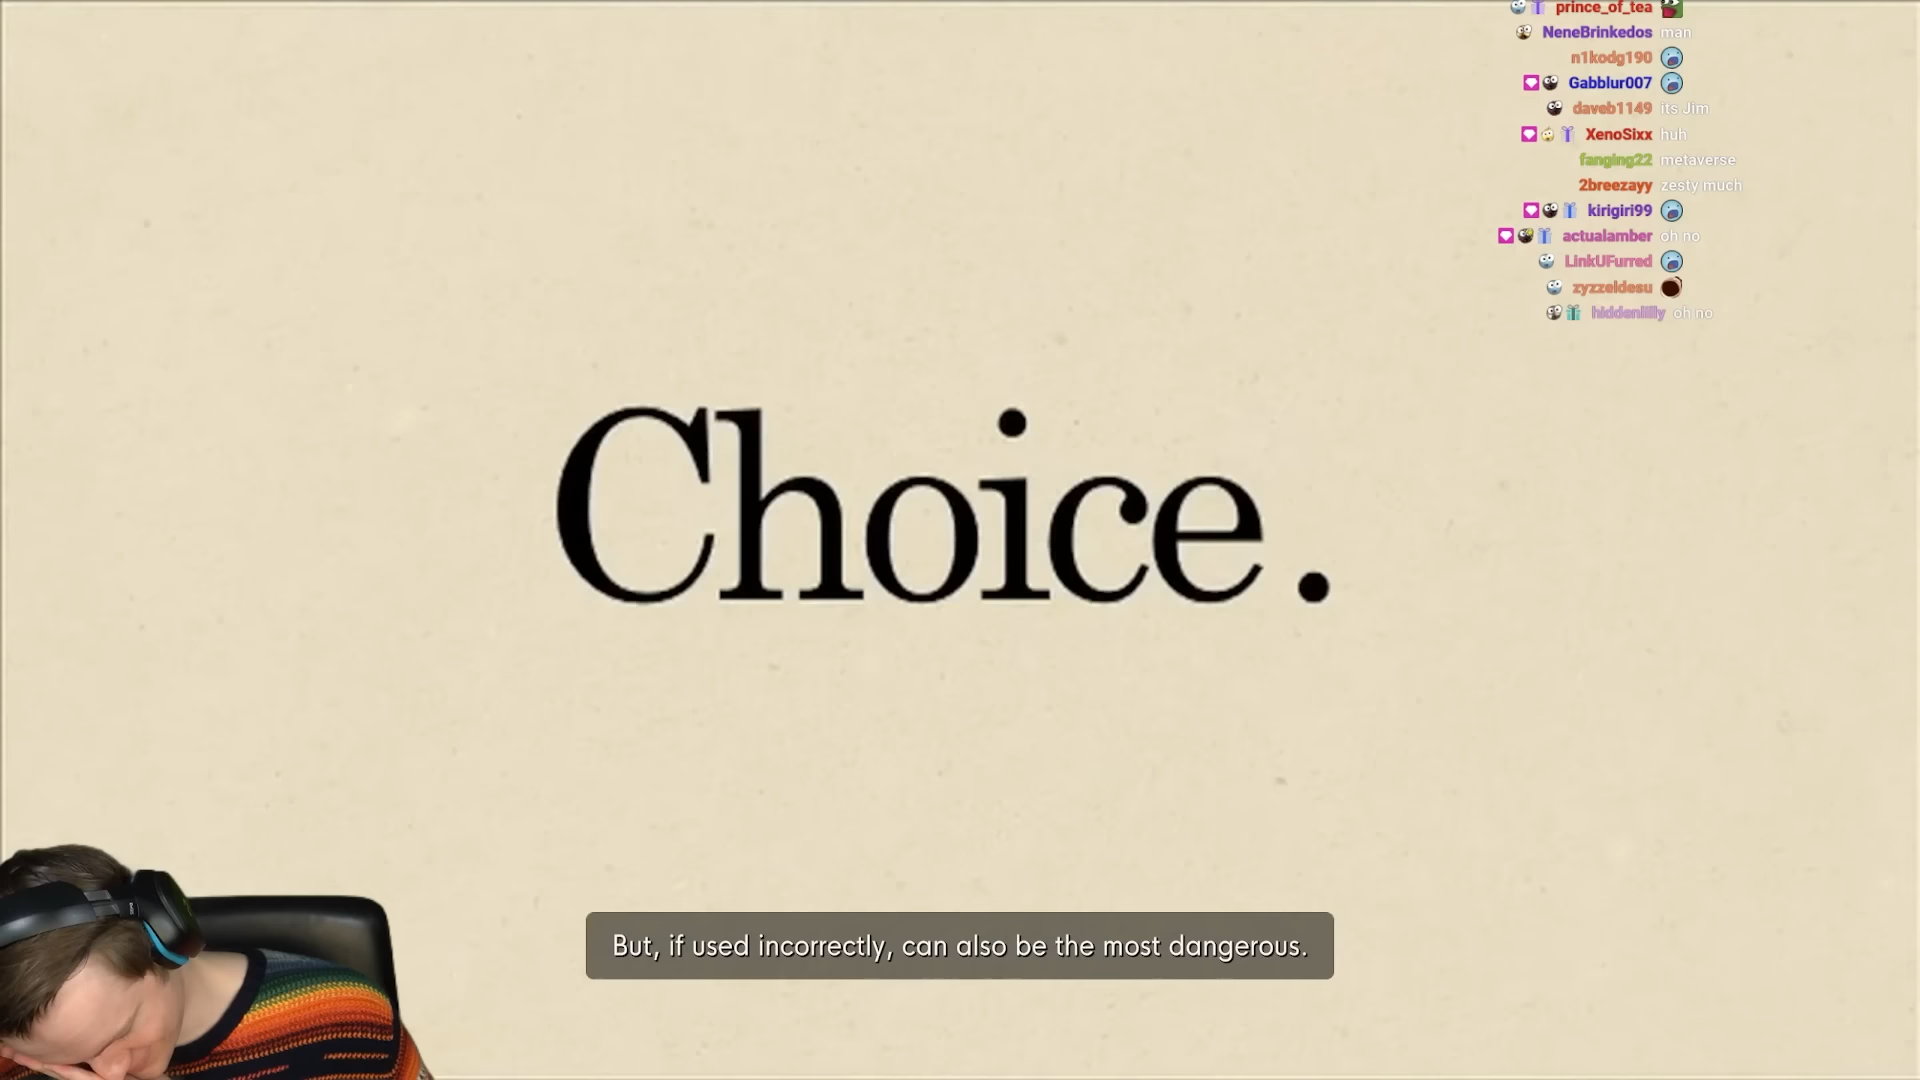 prince_of_tea
NeneBrinkedos man
n1kodg190
Gabblur007
daveb1149 its Jim
XenoSixx huh
fanging22 metaverse
2breezayy zesty much
kirigiri99
actualamber oh no
LinkUFurred
zyzzeldesu
hiddenlilly oh no
Choice.
But, if used incorrectly, can also be the most dangerous.